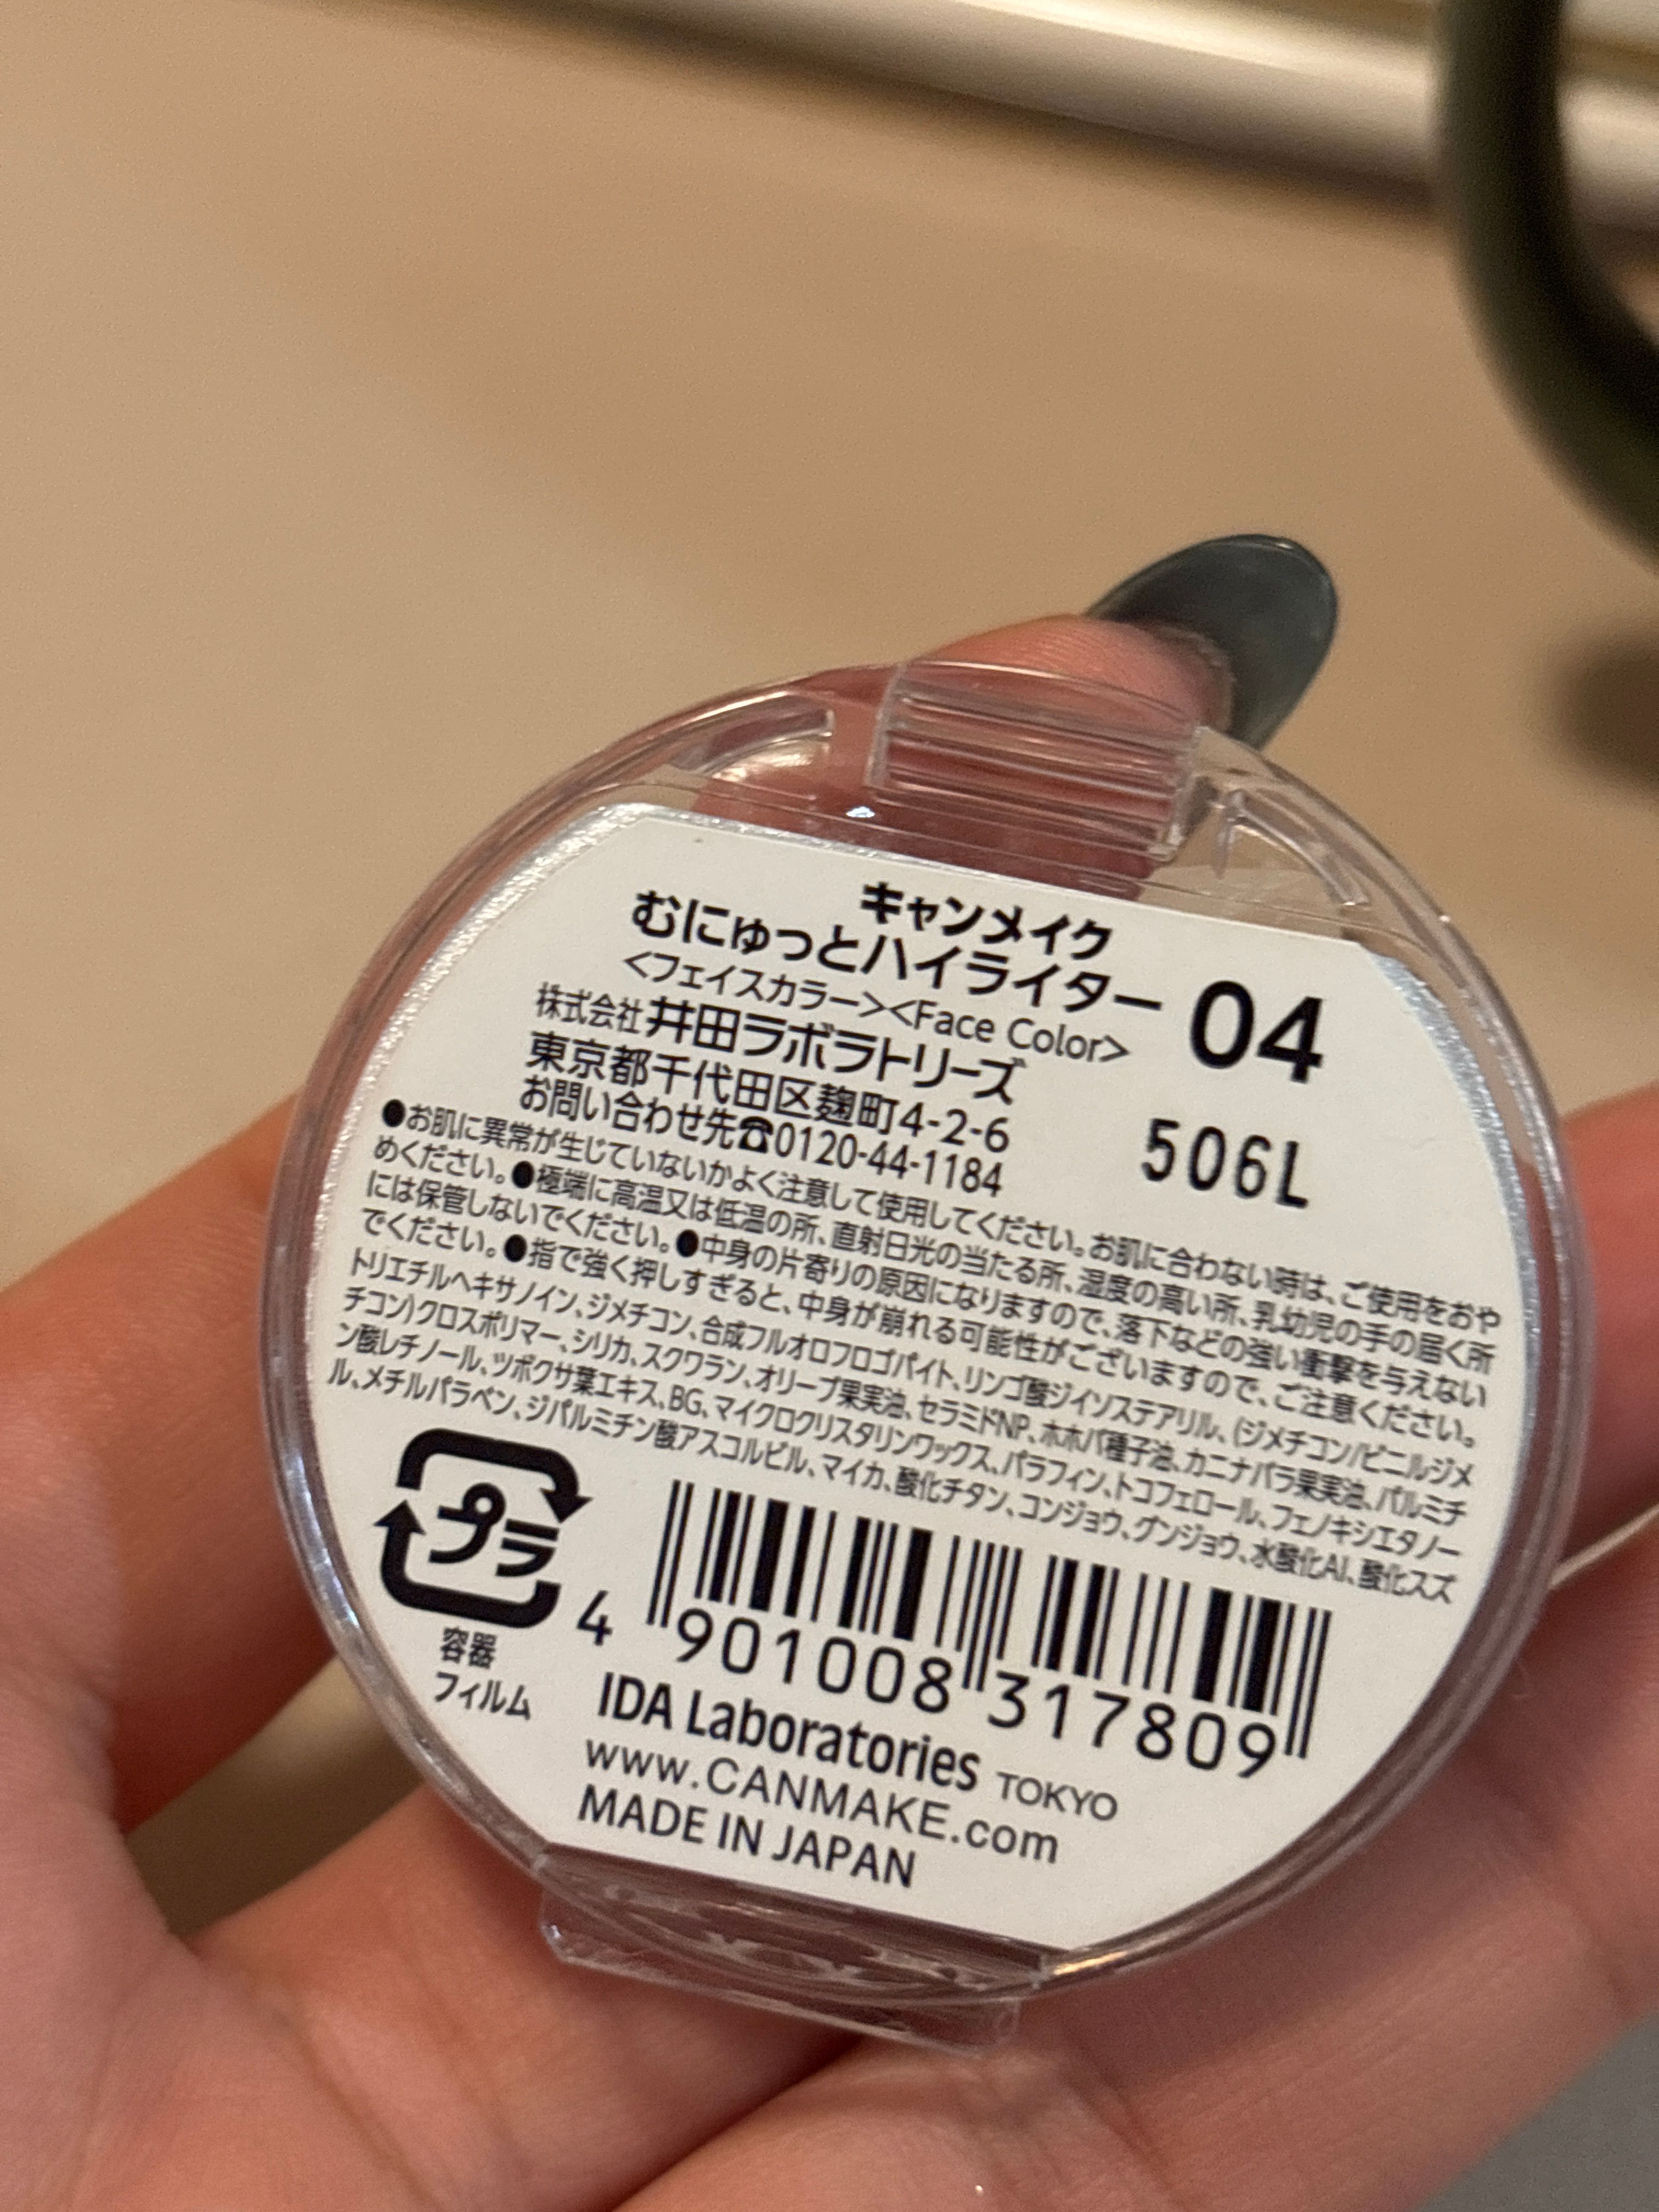 キャンメイク
むにゅっとハイライター 04
<フェイスカラー><Face Color>
株式会社 井田ラボラトリーズ
東京都千代田区麹町4-2-6
お問い合わせ先☎0120-44-1184
506L
●お肌に異常が生じていないかよく注意して使用してください。お肌に合わない時は、ご使用をおや
めください。●極端に高温又は低温の所、直射日光の当たる所、湿度の高い所、乳幼児の手の届く所
には保管しないでください。●中身の片寄りの原因になりますので、落下などの強い衝撃を与えない
でください。●指で強く押しすぎると、中身が崩れる可能性がございますので、ご注意ください。
トリエチルヘキサノイン、ジメチコン、合成フルオロフロゴパイト、リンゴ酸ジイソステアリル、(ジメチコン/ビニルジメ
チコン)クロスポリマー、シリカ、スクワラン、オリーブ果実油、セラミドNP、ホホバ種子油、カニナバラ果実油、パルミチ
ン酸レチノール、ツボクサ葉エキス、BG、マイクロクリスタリンワックス、パラフィン、トコフェロール、フェノキシエタノー
ル、メチルパラベン、ジパルミチン酸アスコルビル、マイカ、酸化チタン、コンジョウ、グンジョウ、水酸化Al、酸化スズ
プラ
容器
フィルム
4 901008 317809
IDA Laboratories TOKYO
www.CANMAKE.com
MADE IN JAPAN